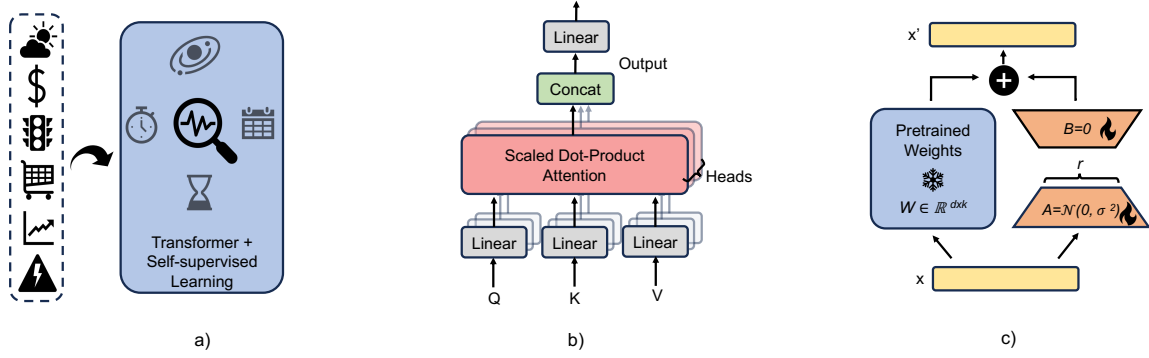 Transformer +
Self-supervised
Learning
a)
Linear
Output
Concat
Scaled Dot-Product
Attention
Heads
Linear
Linear
Linear
Q
K
V
b)
x'
Pretrained
Weights
W ∈ ℝ dxk
B=0
r
A=𝒩(0, σ ²)
x
c)